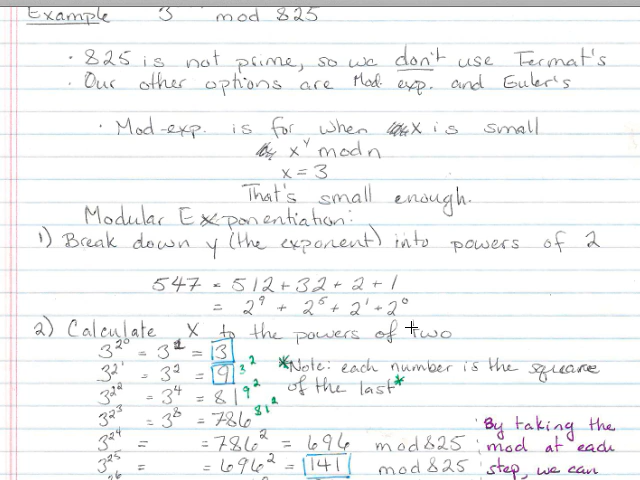 Example 3 mod 825
· 825 is not prime, so we don't use Fermat's
· Our other options are Mod. exp. and Euler's
· Mod-exp. is for when x is small
x^y mod n
x = 3
That's small enough.
Modular Exponentiation:
1) Break down y (the exponent) into powers of 2
547 = 512 + 32 + 2 + 1
= 2^9 + 2^5 + 2^1 + 2^0
2) Calculate X to the powers of two
3^2^0 = 3^1 = 3
3^2^1 = 3^2 = 9 3^2
3^2^2 = 3^4 = 81 9^2
3^2^3 = 3^8 = 786 81^2
*Note: each number is the square
of the last*
3^2^4 = = 786^2 = 696 mod 825
3^2^5 = = 696^2 = 141 mod 825
By taking the
mod at each
step, we can